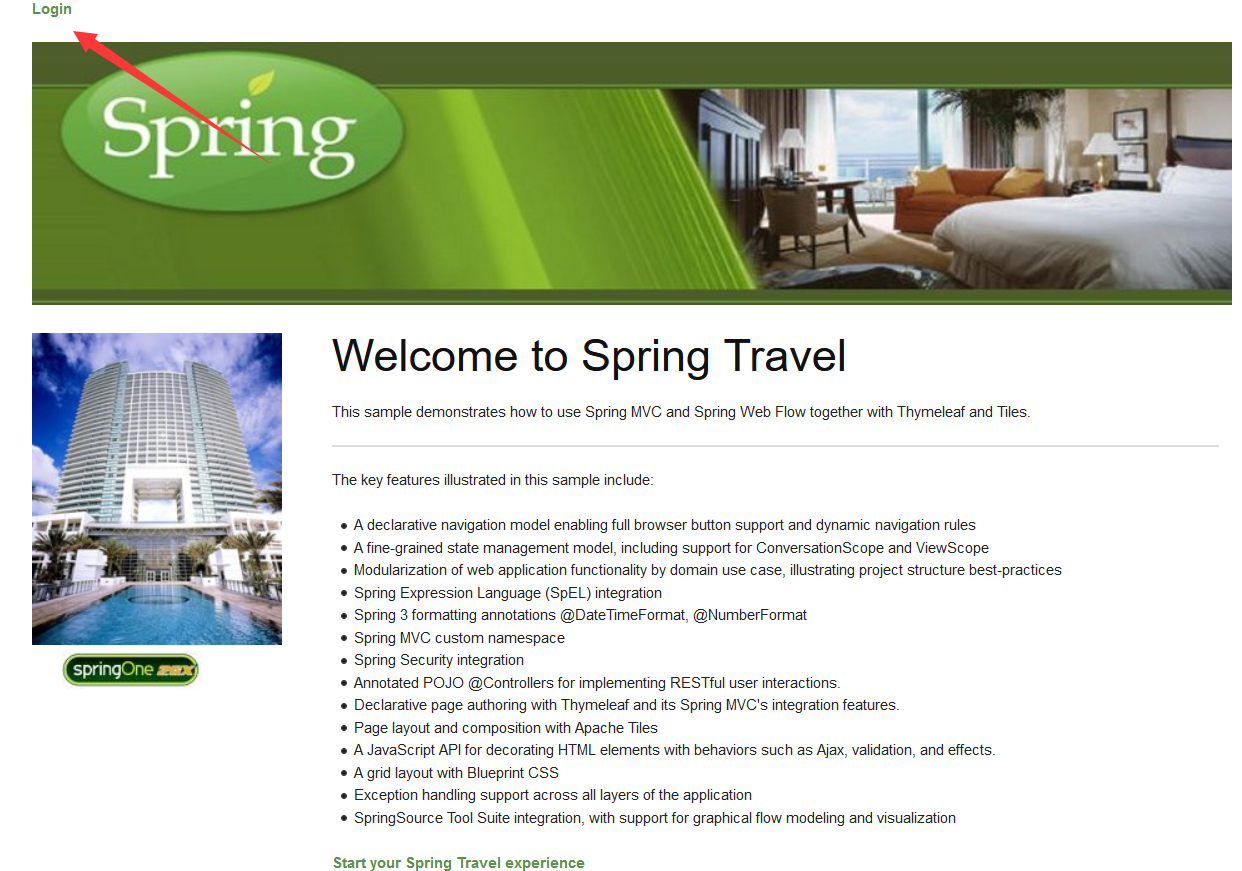 Login
Spring
Welcome to Spring Travel
This sample demonstrates how to use Spring MVC and Spring Web Flow together with Thymeleaf and Tiles.
The key features illustrated in this sample include:
A declarative navigation model enabling full browser button support and dynamic navigation rules
A fine-grained state management model, including support for ConversationScope and ViewScope
Modularization of web application functionality by domain use case, illustrating project structure best-practices
Spring Expression Language (SpEL) integration
Spring 3 formatting annotations @DateTimeFormat, @NumberFormat
Spring MVC custom namespace
Spring Security integration
springOne 2GX
Annotated POJO @Controllers for implementing RESTful user interactions.
Declarative page authoring with Thymeleaf and its Spring MVC's integration features.
Page layout and composition with Apache Tiles
A JavaScript API for decorating HTML elements with behaviors such as Ajax, validation, and effects.
A grid layout with Blueprint CSS
Exception handling support across all layers of the application
SpringSource Tool Suite integration, with support for graphical flow modeling and visualization
Start your Spring Travel experience